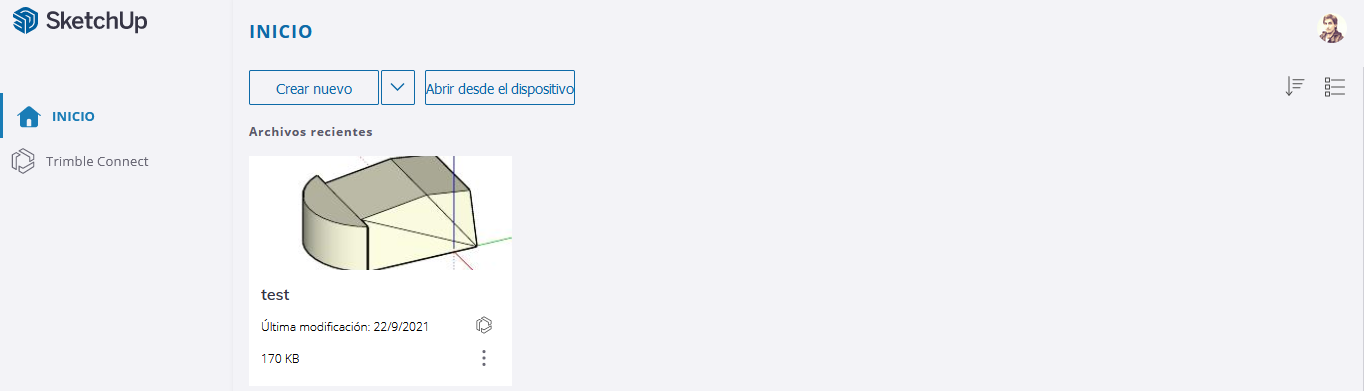 SketchUp
INICIO
INICIO
Trimble Connect
Crear nuevo
Abrir desde el dispositivo
Archivos recientes
test
Última modificación: 22/9/2021
170 KB